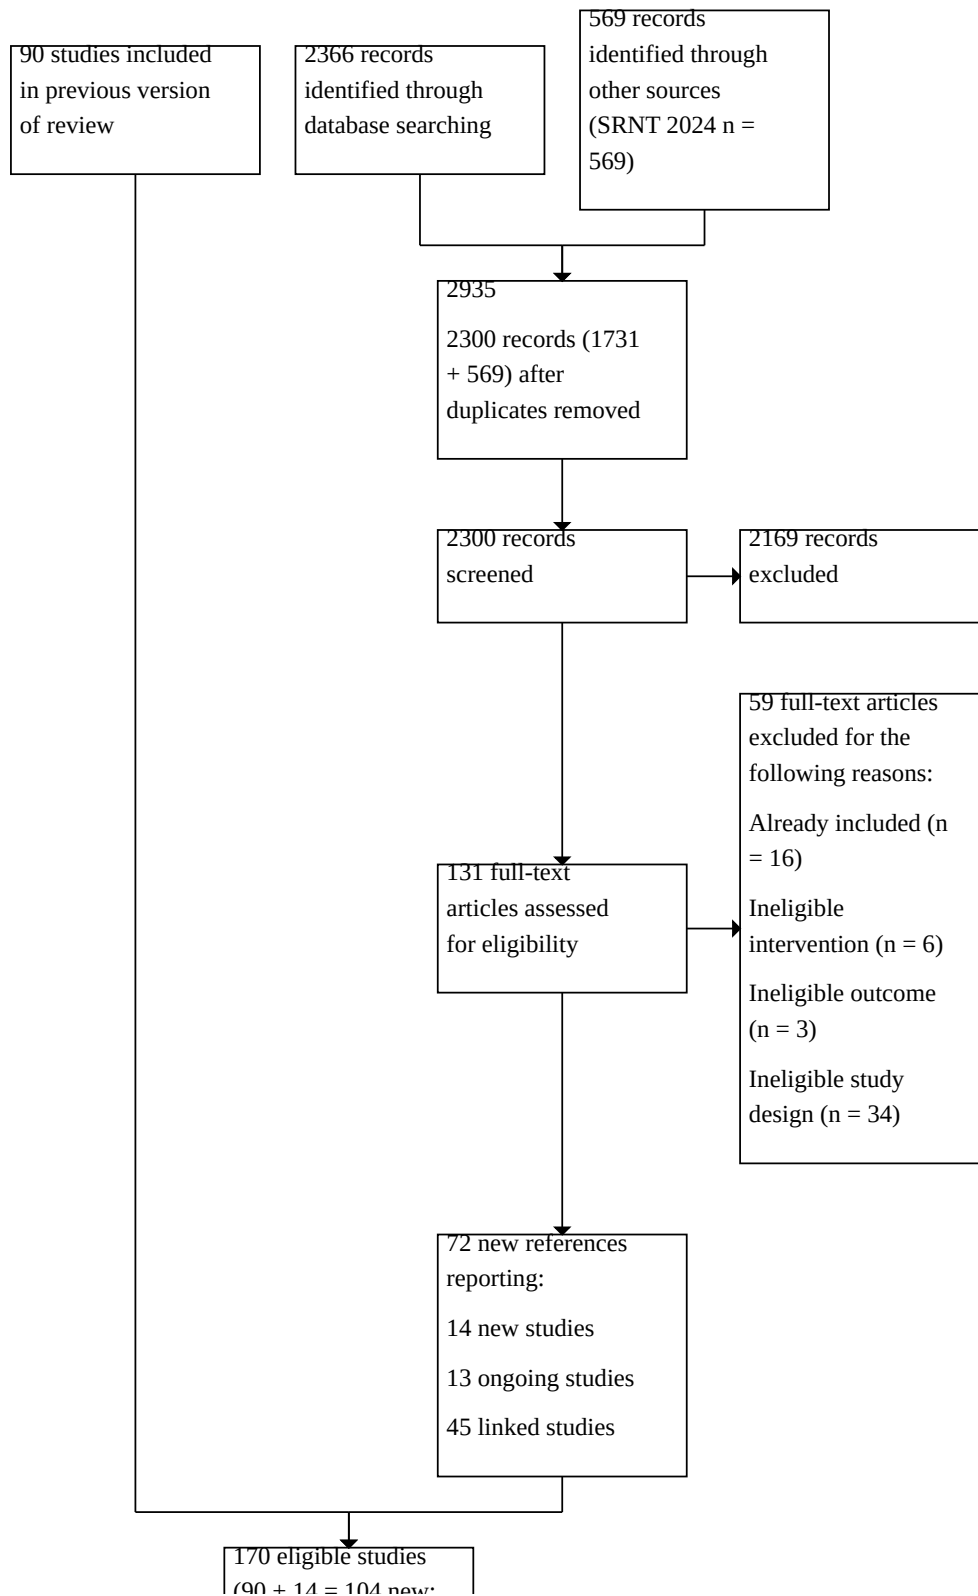 90 studies included
in previous version
of review
2366 records
identified through
database searching
569 records
identified through
other sources
(SRNT 2024 n =
569)
2935
2300 records (1731
+ 569) after
duplicates removed
2300 records
screened
2169 records
excluded
59 full-text articles
excluded for the
following reasons:
Already included (n
= 16)
Ineligible
intervention (n = 6)
Ineligible outcome
(n = 3)
Ineligible study
design (n = 34)
131 full-text
articles assessed
for eligibility
72 new references
reporting:
14 new studies
13 ongoing studies
45 linked studies
170 eligible studies
(90 + 14 = 104 new;